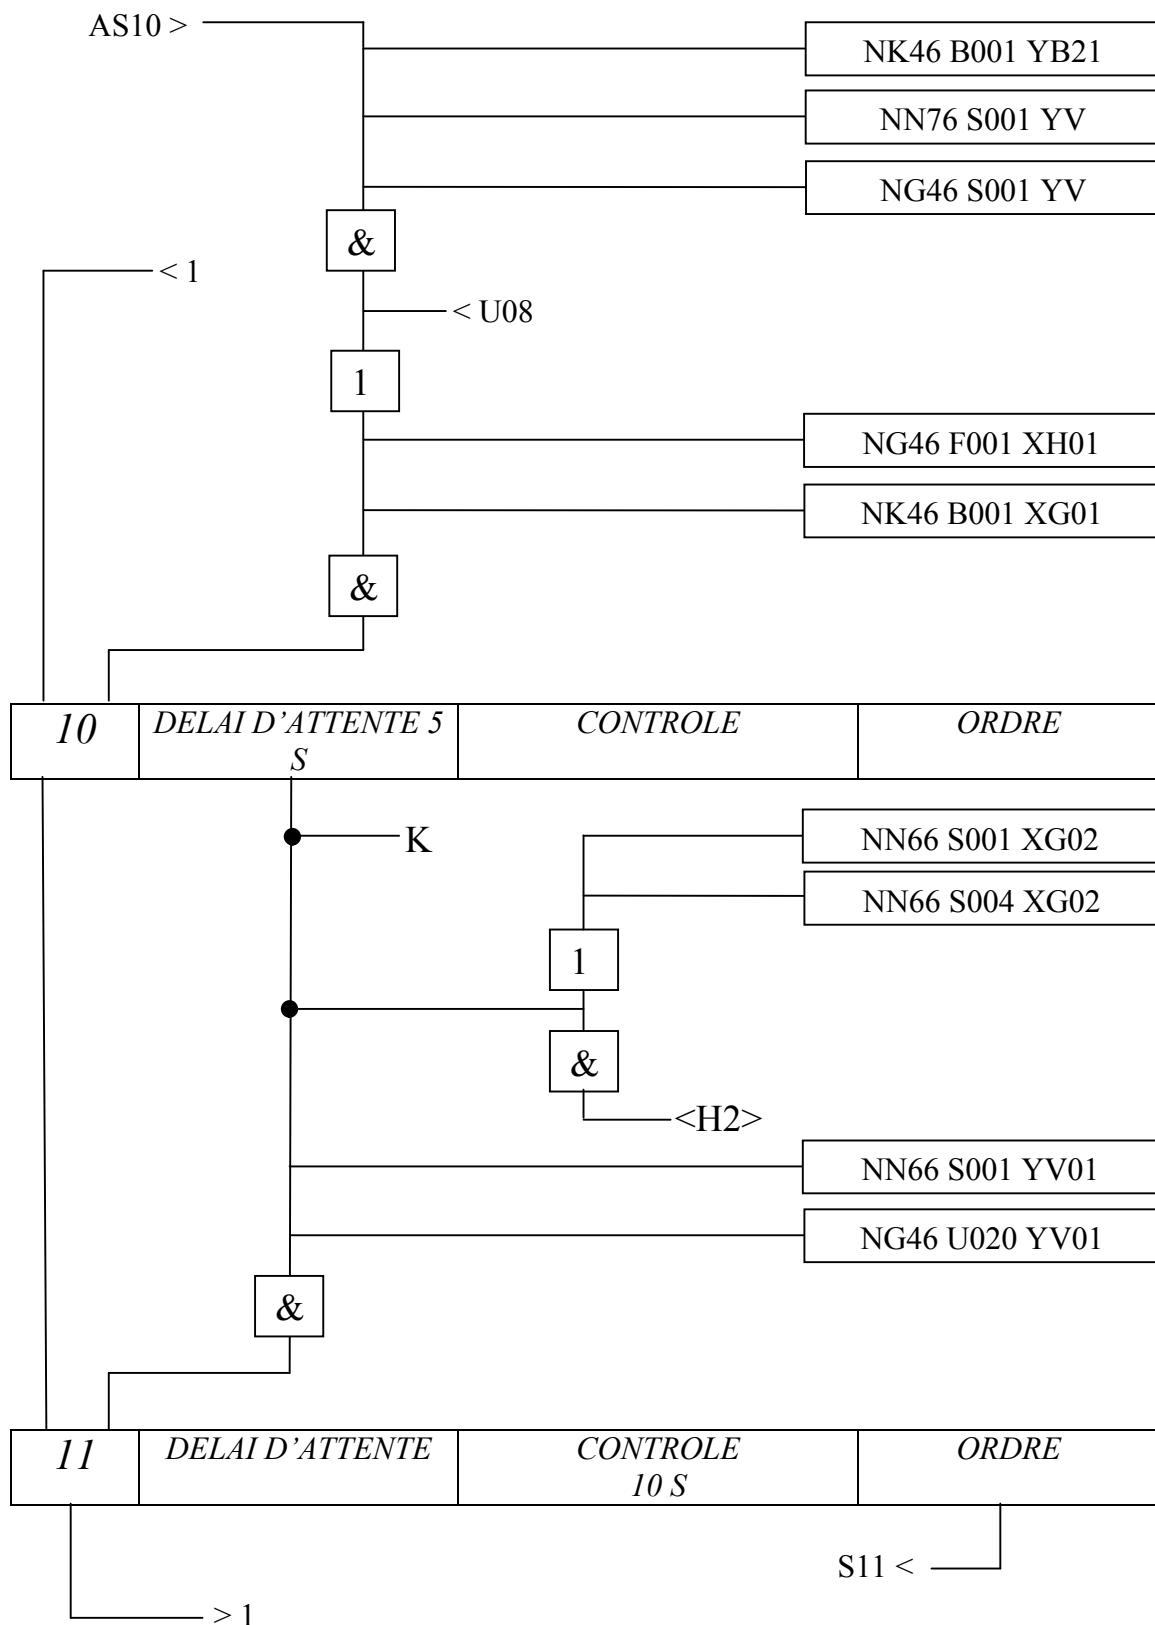 AS10 >
NK46 B001 YB21
NN76 S001 YV
NG46 S001 YV
&
< 1
< U08
1
NG46 F001 XH01
NK46 B001 XG01
&
10
DELAI D'ATTENTE 5
S
CONTROLE
ORDRE
K
NN66 S001 XG02
NN66 S004 XG02
1
&
<H2>
NN66 S001 YV01
NG46 U020 YV01
&
11
DELAI D'ATTENTE
CONTROLE
10 S
ORDRE
S11 <
> 1